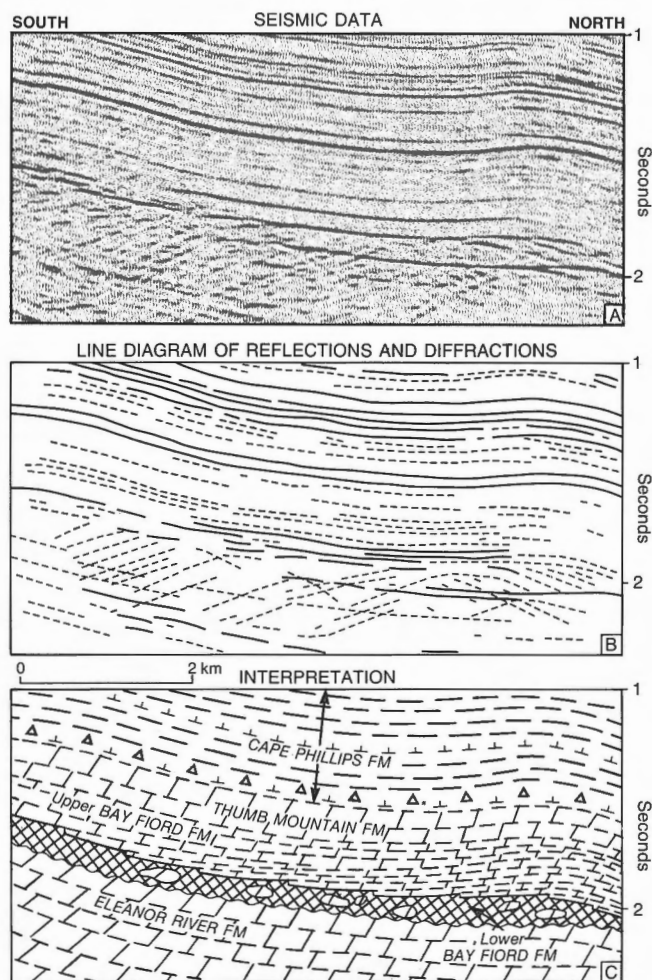 SOUTH SEISMIC DATA NORTH
1
Seconds
2
A
LINE DIAGRAM OF REFLECTIONS AND DIFFRACTIONS
1
Seconds
2
B
0 2 km
INTERPRETATION
1
CAPE PHILLIPS FM
THUMB MOUNTAIN FM
Upper BAY FIORD FM
Seconds
ELEANOR RIVER FM
2
Lower
BAY FIORD FM
C